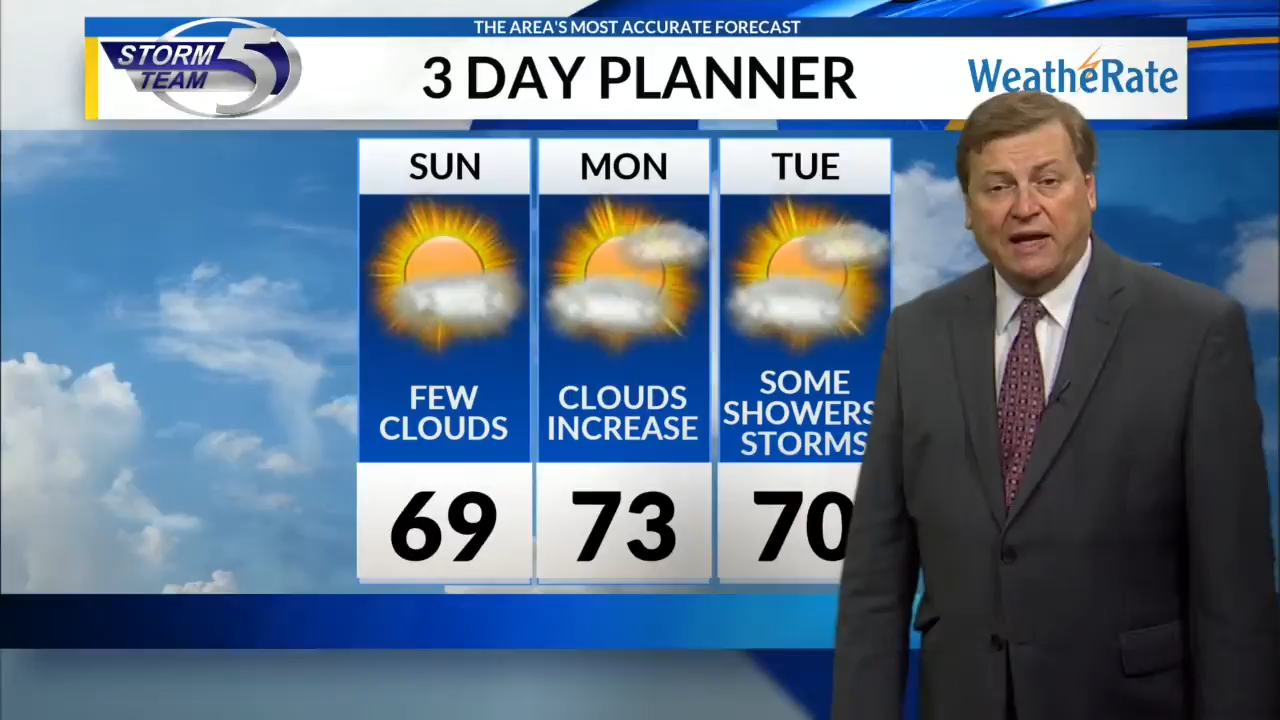 THE AREA'S MOST ACCURATE FORECAST
STORM
TEAM
5
3 DAY PLANNER
WeatheRate
SUN
MON
TUE
FEW
CLOUDS
CLOUDS
INCREASE
SOME
SHOWERS
STORMS
69
73
70